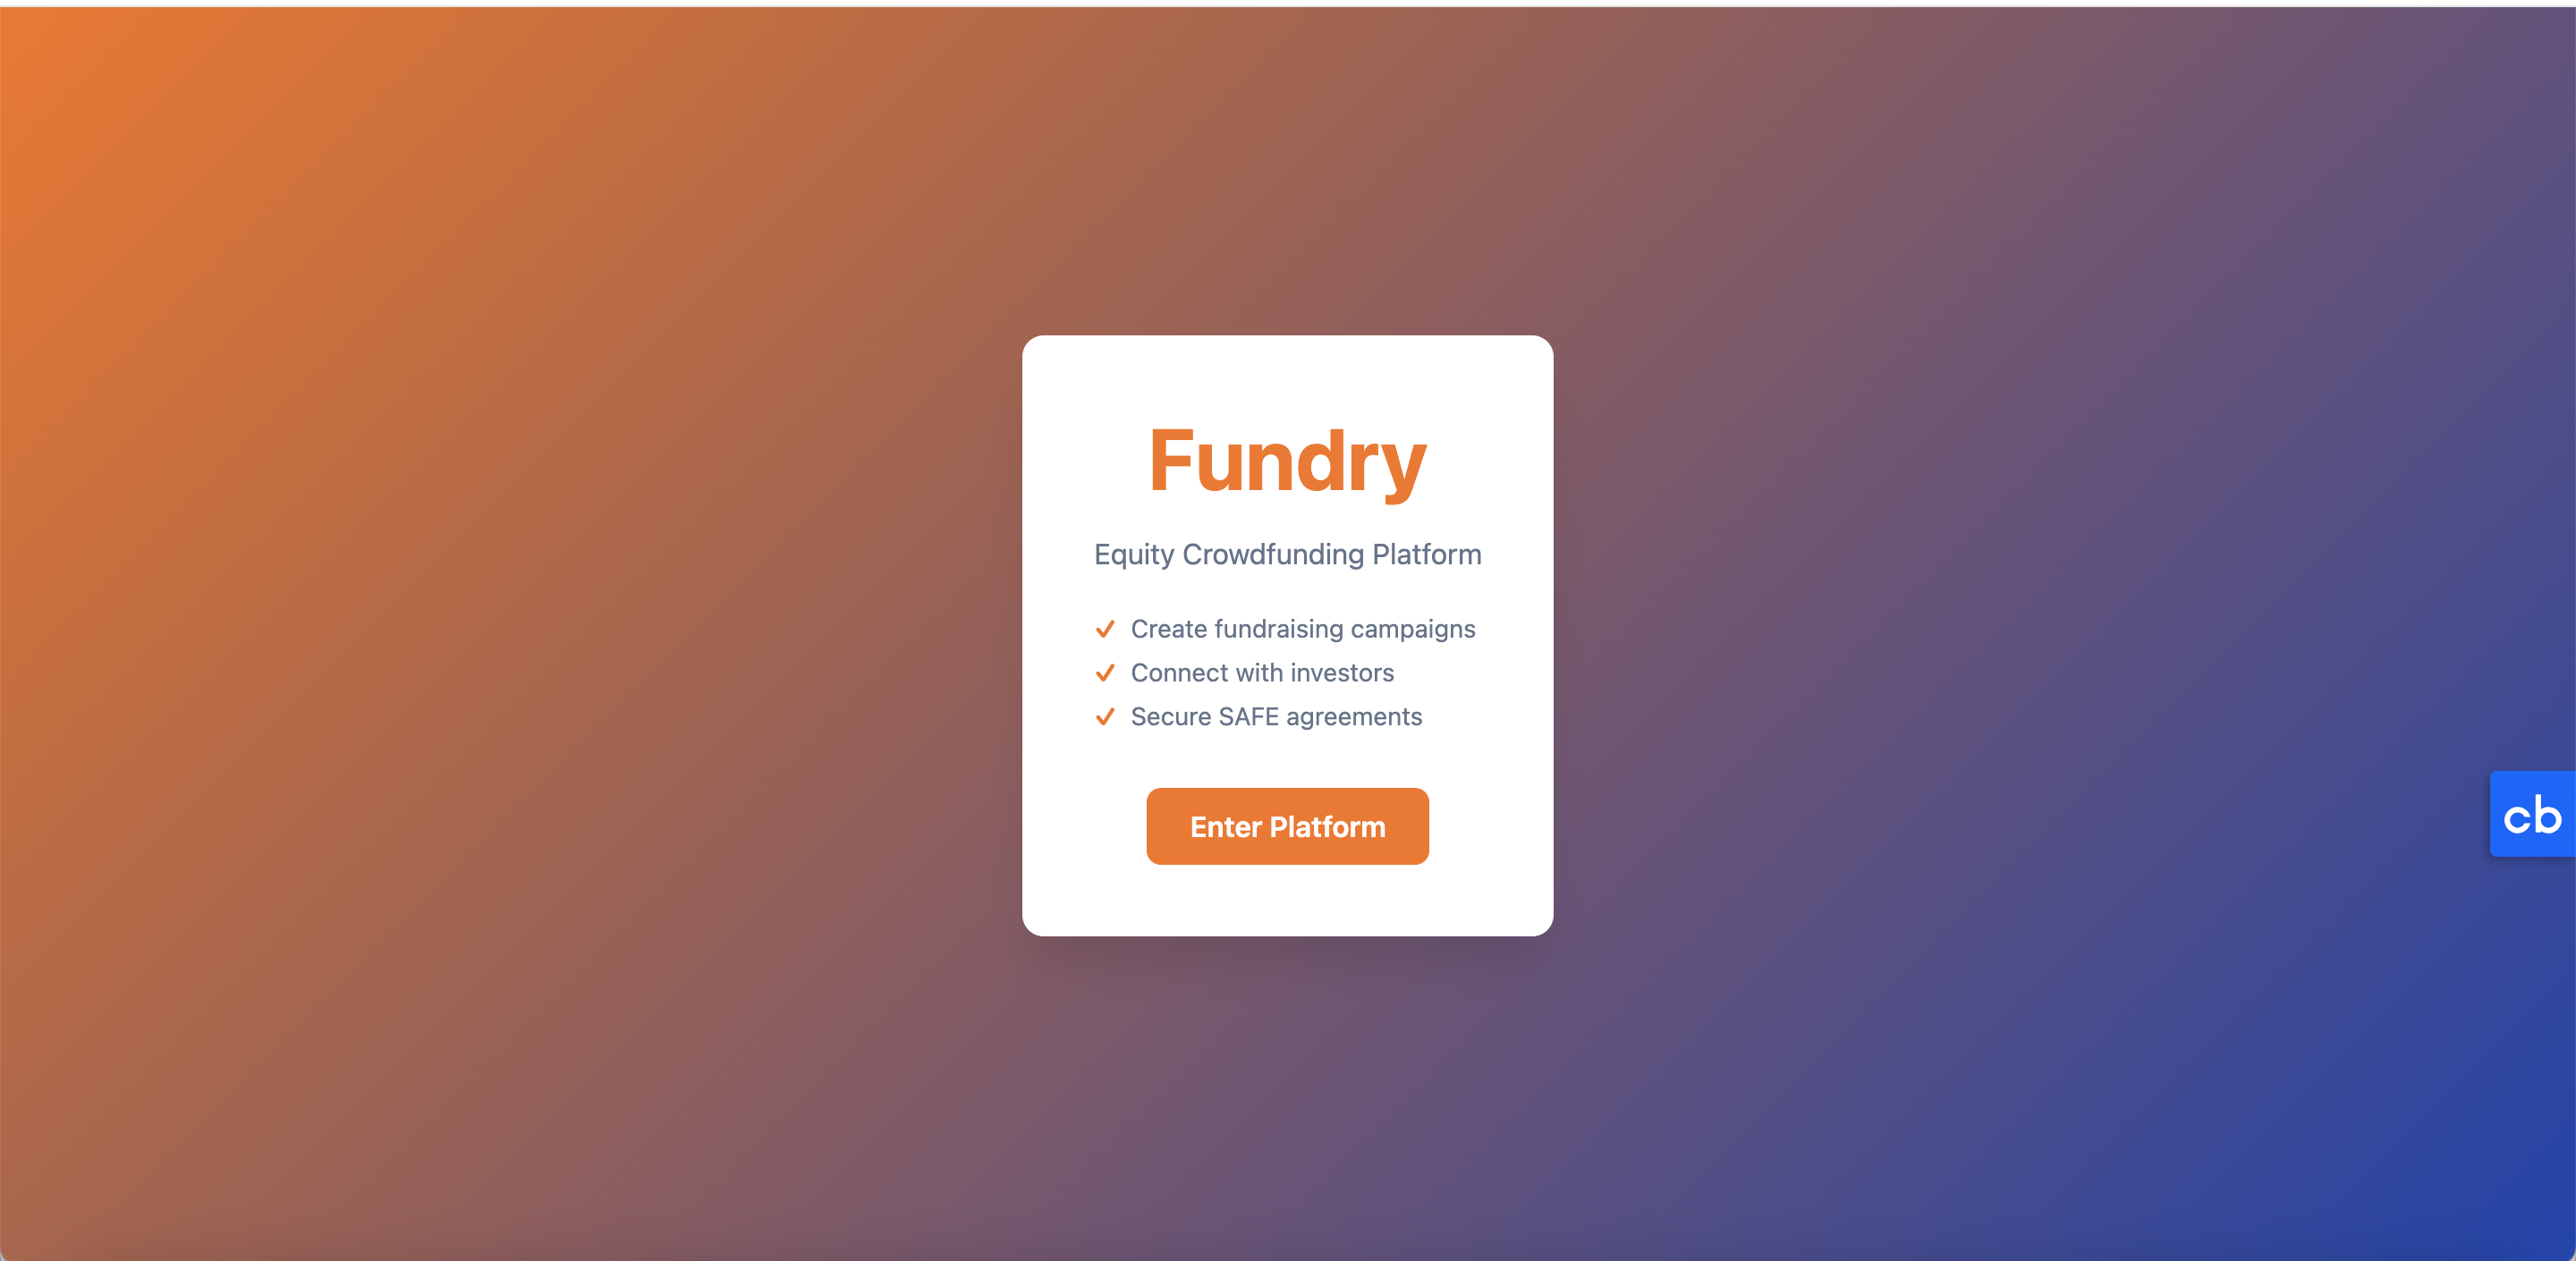 Fundry
Equity Crowdfunding Platform
Create fundraising campaigns
Connect with investors
Secure SAFE agreements
Enter Platform
cb